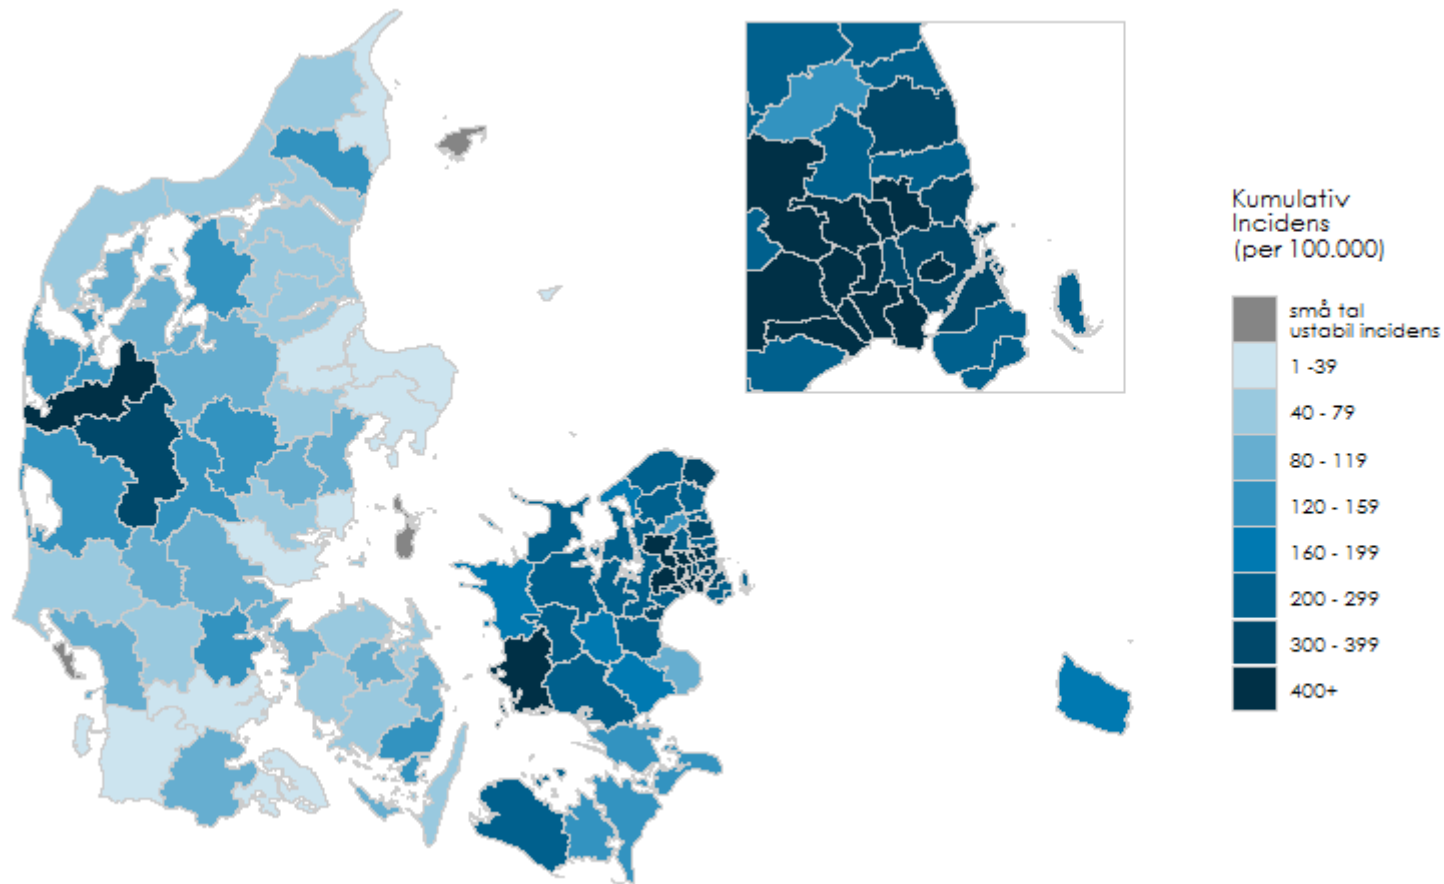 Kumulativ
Incidens
(per 100.000)
små tal
ustabil incidens
1 -39
40 - 79
80 - 119
120 - 159
160 - 199
200 - 299
300 - 399
400+